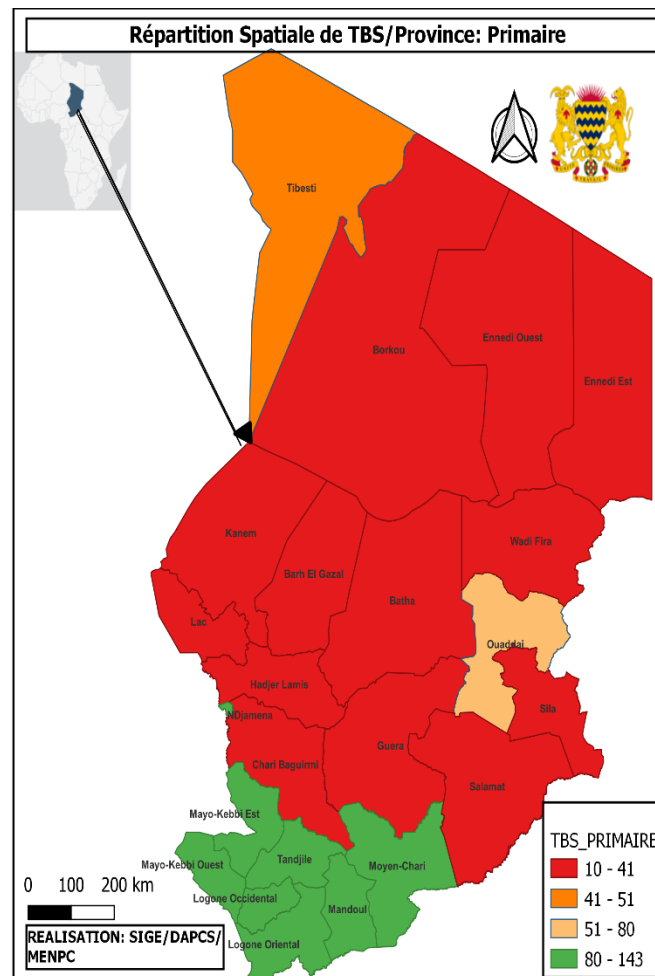 Répartition Spatiale de TBS/Province: Primaire
Tibesti
Ennedi Ouest
Borkou
Ennedi Est
Kanem
Wadi Fira
Barh El Gazal
Batha
Lac
Ouaddai
Hadjer Lamis
Sila
NDjamena
Guera
Chari Baguirmi
Salamat
Mayo-Kebbi Est
Mayo-Kebbi Ouest
Tandjile
Moyen-Chari
Logone Occidental
Mandoul
Logone Oriental
TBS_PRIMAIRE
10 - 41
41 - 51
51 - 80
80 - 143
0 100 200 km
REALISATION: SIGE/DAPCS/
MENPC